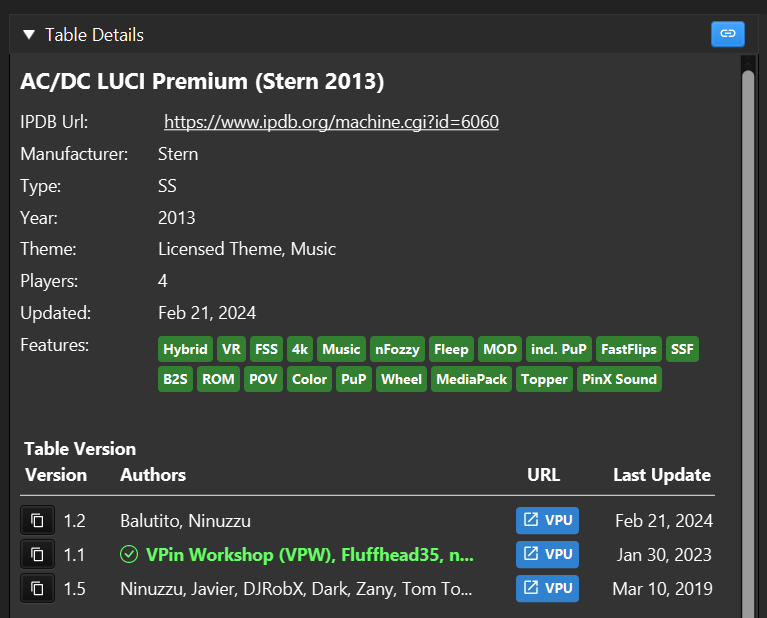 ▼ Table Details
AC/DC LUCI Premium (Stern 2013)
IPDB Url: https://www.ipdb.org/machine.cgi?id=6060
Manufacturer: Stern
Type: SS
Year: 2013
Theme: Licensed Theme, Music
Players: 4
Updated: Feb 21, 2024
Features: Hybrid VR FSS 4k Music nFozzy Fleep MOD incl. PuP FastFlips SSF
B2S ROM POV Color PuP Wheel MediaPack Topper PinX Sound
Table Version
Version Authors URL Last Update
1.2 Balutito, Ninuzzu VPU Feb 21, 2024
1.1 VPin Workshop (VPW), Fluffhead35, n... VPU Jan 30, 2023
1.5 Ninuzzu, Javier, DJRobX, Dark, Zany, Tom To... VPU Mar 10, 2019